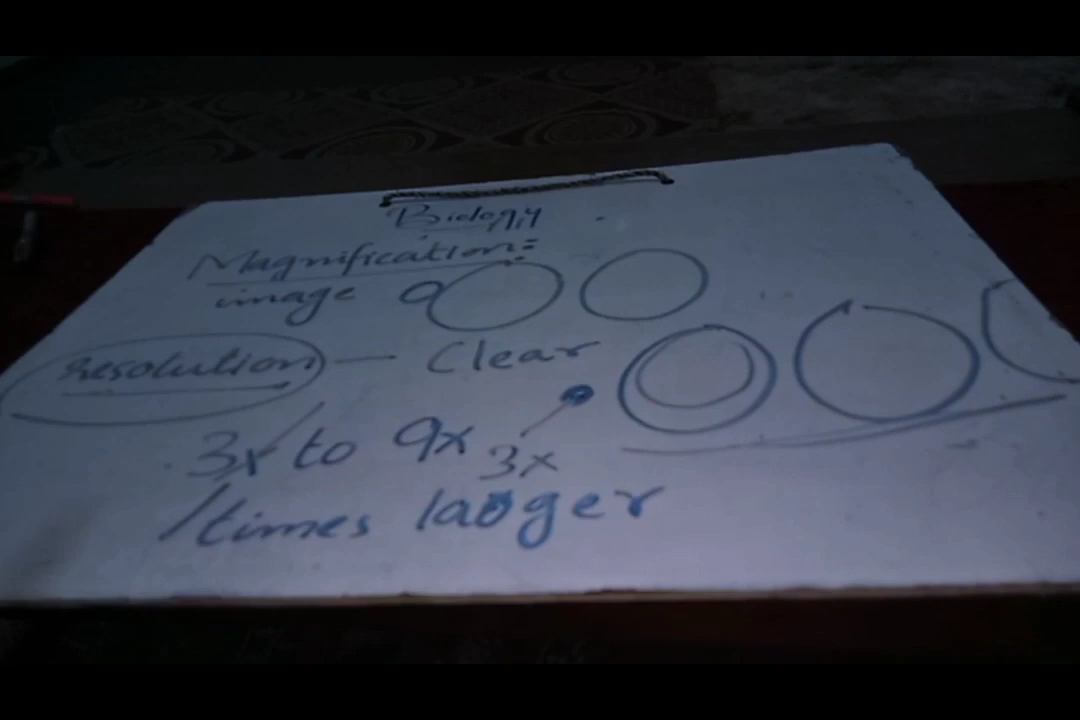 Biology
Magnification:
image
resolution — Clear
3x to 9x 3x
times larger